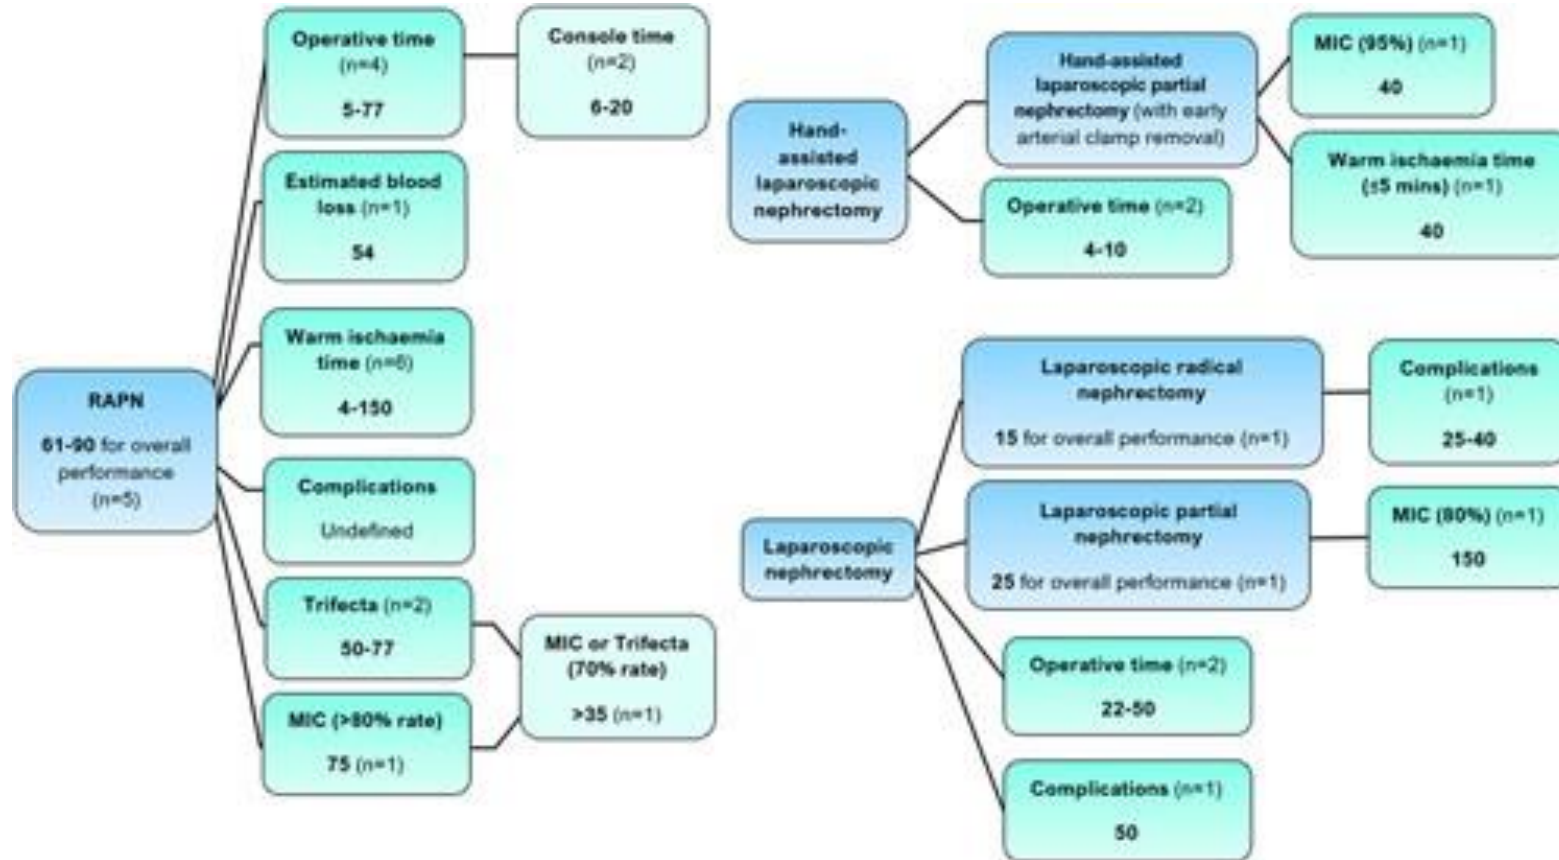 Operative time
(n=4)
5-77
Console time
(n=2)
6-20
Estimated blood
loss (n=1)
54
Warm ischaemia
time (n=6)
4-150
RAPN
61-90 for overall
performance
(n=5)
Complications
Undefined
Trifecta (n=2)
50-77
MIC (>80% rate)
75 (n=1)
MIC or Trifecta
(70% rate)
>35 (n=1)
Hand-
assisted
laparoscopic
nephrectomy
Hand-assisted
laparoscopic partial
nephrectomy (with early
arterial clamp removal)
MIC (95%) (n=1)
40
Warm ischaemia time
(≤5 mins) (n=1)
40
Operative time (n=2)
4-10
Laparoscopic
nephrectomy
Laparoscopic radical
nephrectomy
15 for overall performance (n=1)
Complications
(n=1)
25-40
Laparoscopic partial
nephrectomy
25 for overall performance (n=1)
MIC (80%) (n=1)
150
Operative time (n=2)
22-50
Complications (n=1)
50